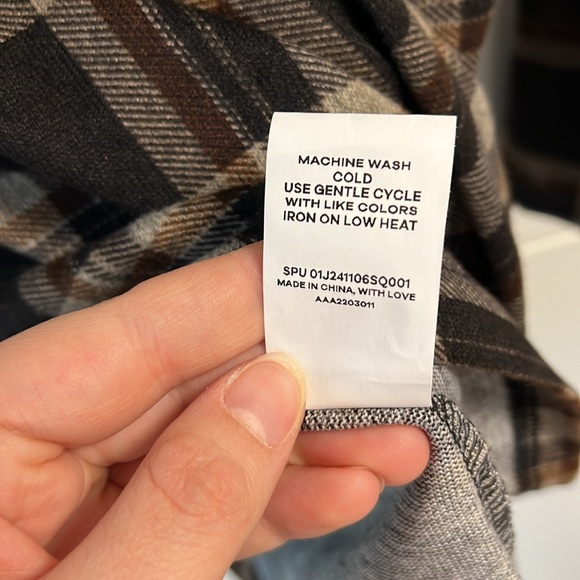 MACHINE WASH
COLD
USE GENTLE CYCLE
WITH LIKE COLORS
IRON ON LOW HEAT
SPU 01J241106SQ001
MADE IN CHINA, WITH LOVE
AAA2203011